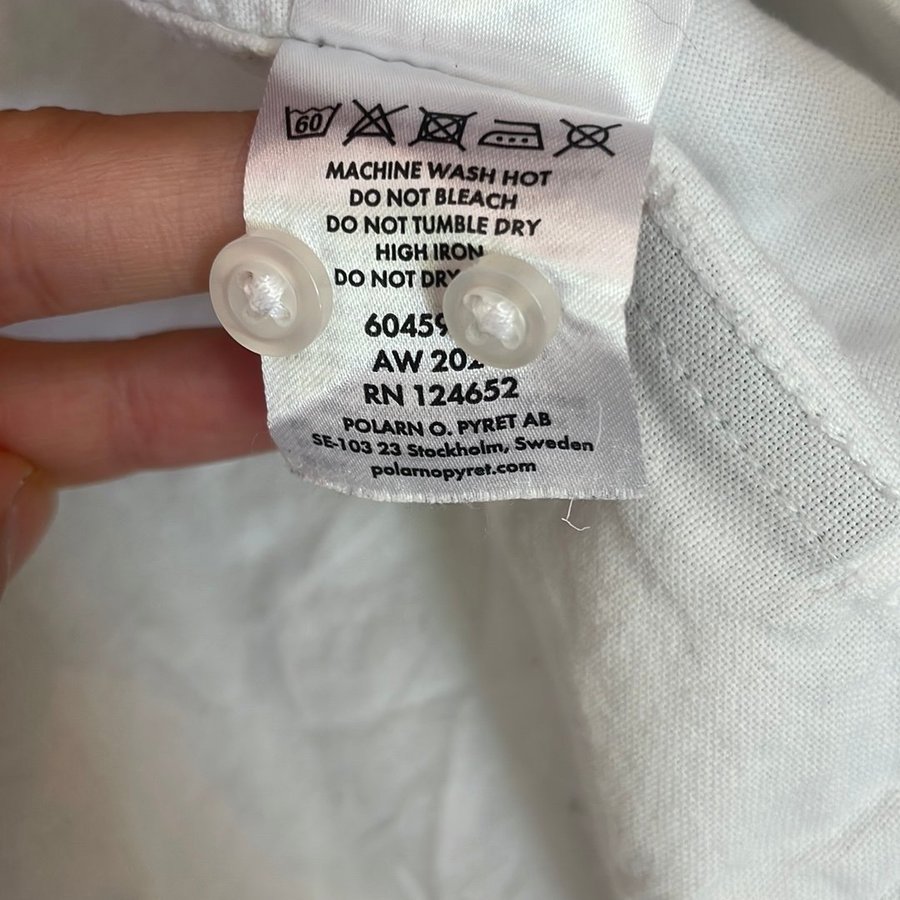 60
MACHINE WASH HOT
DO NOT BLEACH
DO NOT TUMBLE DRY
HIGH IRON
DO NOT DRY
60459
AW
RN 124652
POLARN O. PYRET AB
SE-103 23 Stockholm, Sweden
polarnopyret.com